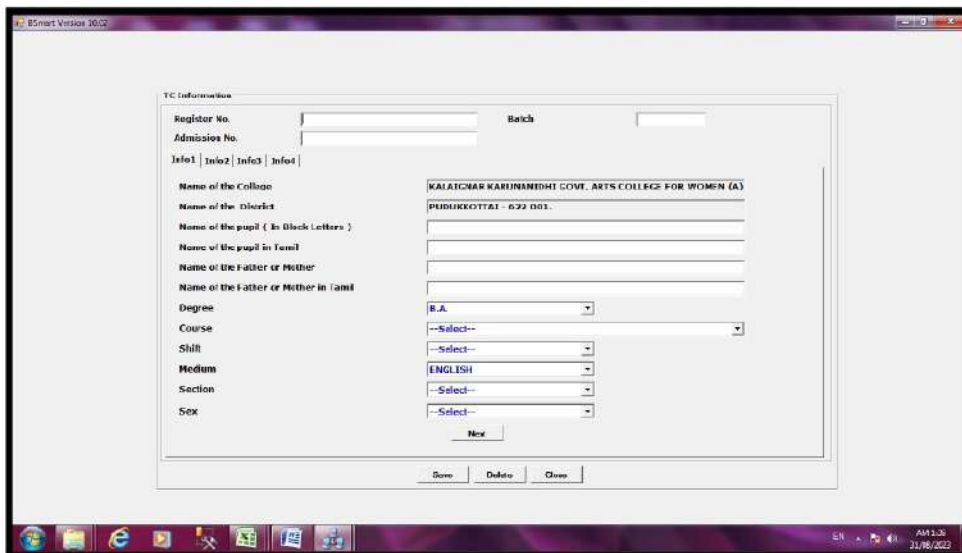 BSmart Version 10.02
TC Information
Register No. Batch
Admission No.
Info1 Info2 Info3 Info4
Name of the College KALAIGNAR KARUNANIDHI GOVT. ARTS COLLEGE FOR WOMEN (A)
Name of the District PUDUKKOTTAI - 622 001.
Name of the pupil ( In Block Letters )
Name of the pupil in Tamil
Name of the Father or Mother
Name of the Father or Mother in Tamil
Degree B.A.
Course --Select--
Shift --Select--
Medium ENGLISH
Section --Select--
Sex --Select--
Next
Save Delete Close
EN AM 1:26
31/08/2023